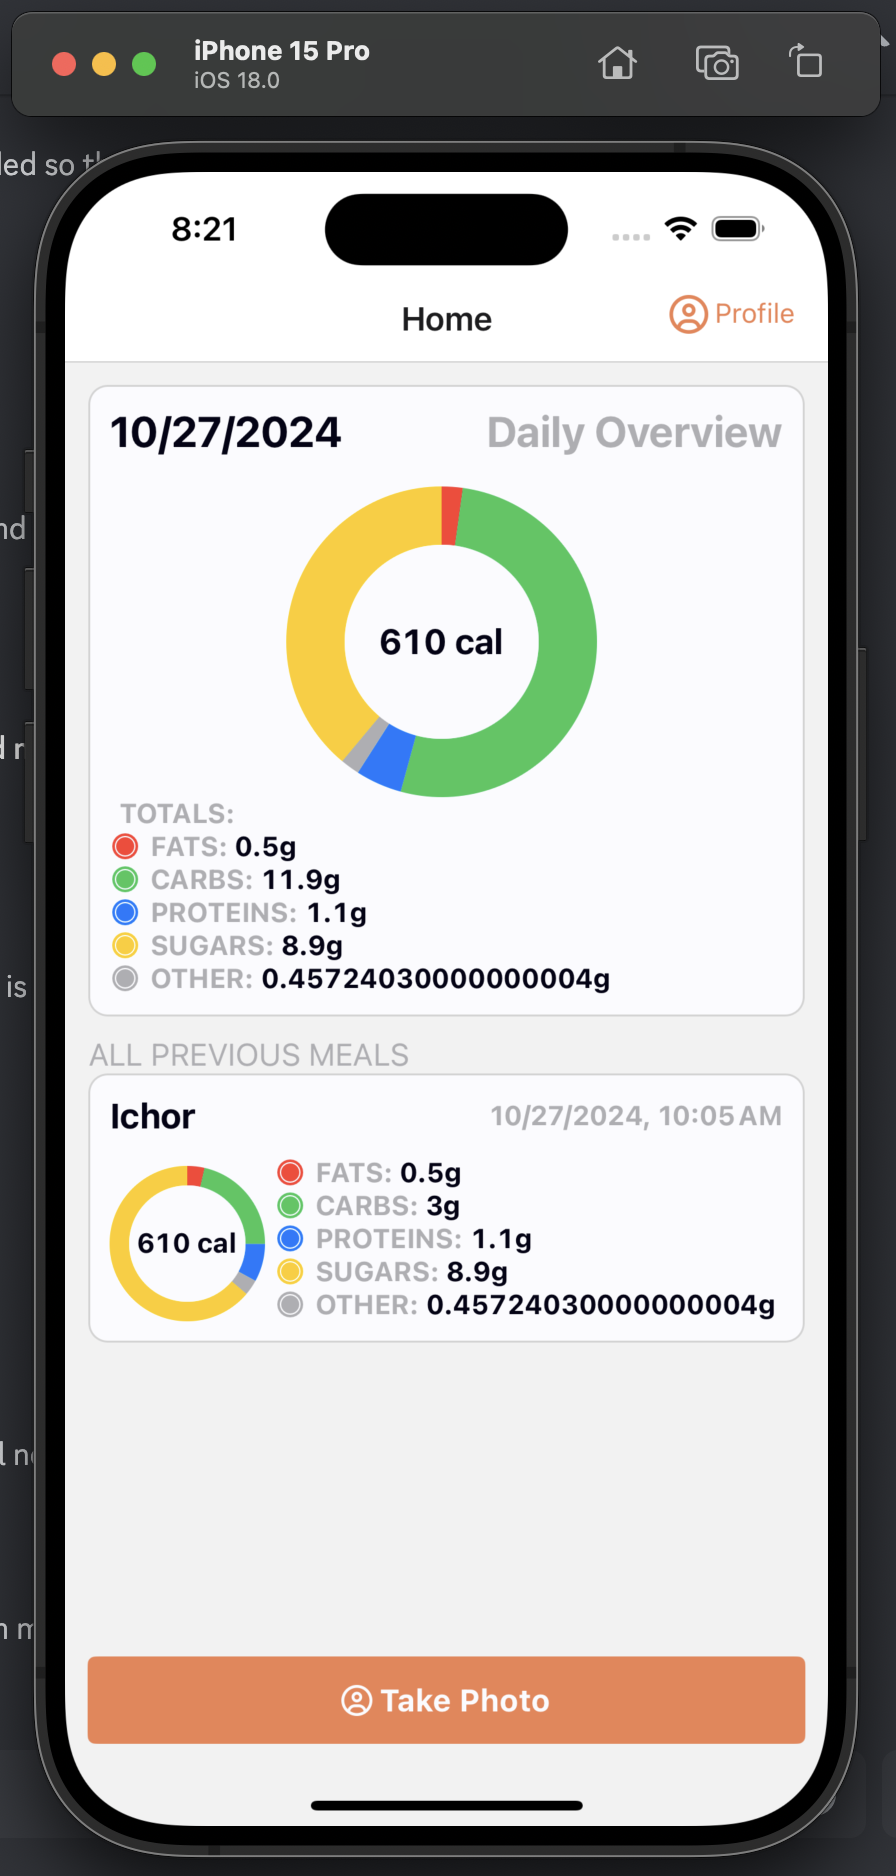 iPhone 15 Pro
iOS 18.0
led so t
8:21
Home
Profile
10/27/2024
Daily Overview
nd
610 cal
d r
TOTALS:
FATS: 0.5g
CARBS: 11.9g
PROTEINS: 1.1g
SUGARS: 8.9g
OTHER: 0.45724030000000004g
is
ALL PREVIOUS MEALS
Ichor
10/27/2024, 10:05 AM
610 cal
FATS: 0.5g
CARBS: 3g
PROTEINS: 1.1g
SUGARS: 8.9g
OTHER: 0.45724030000000004g
Take Photo